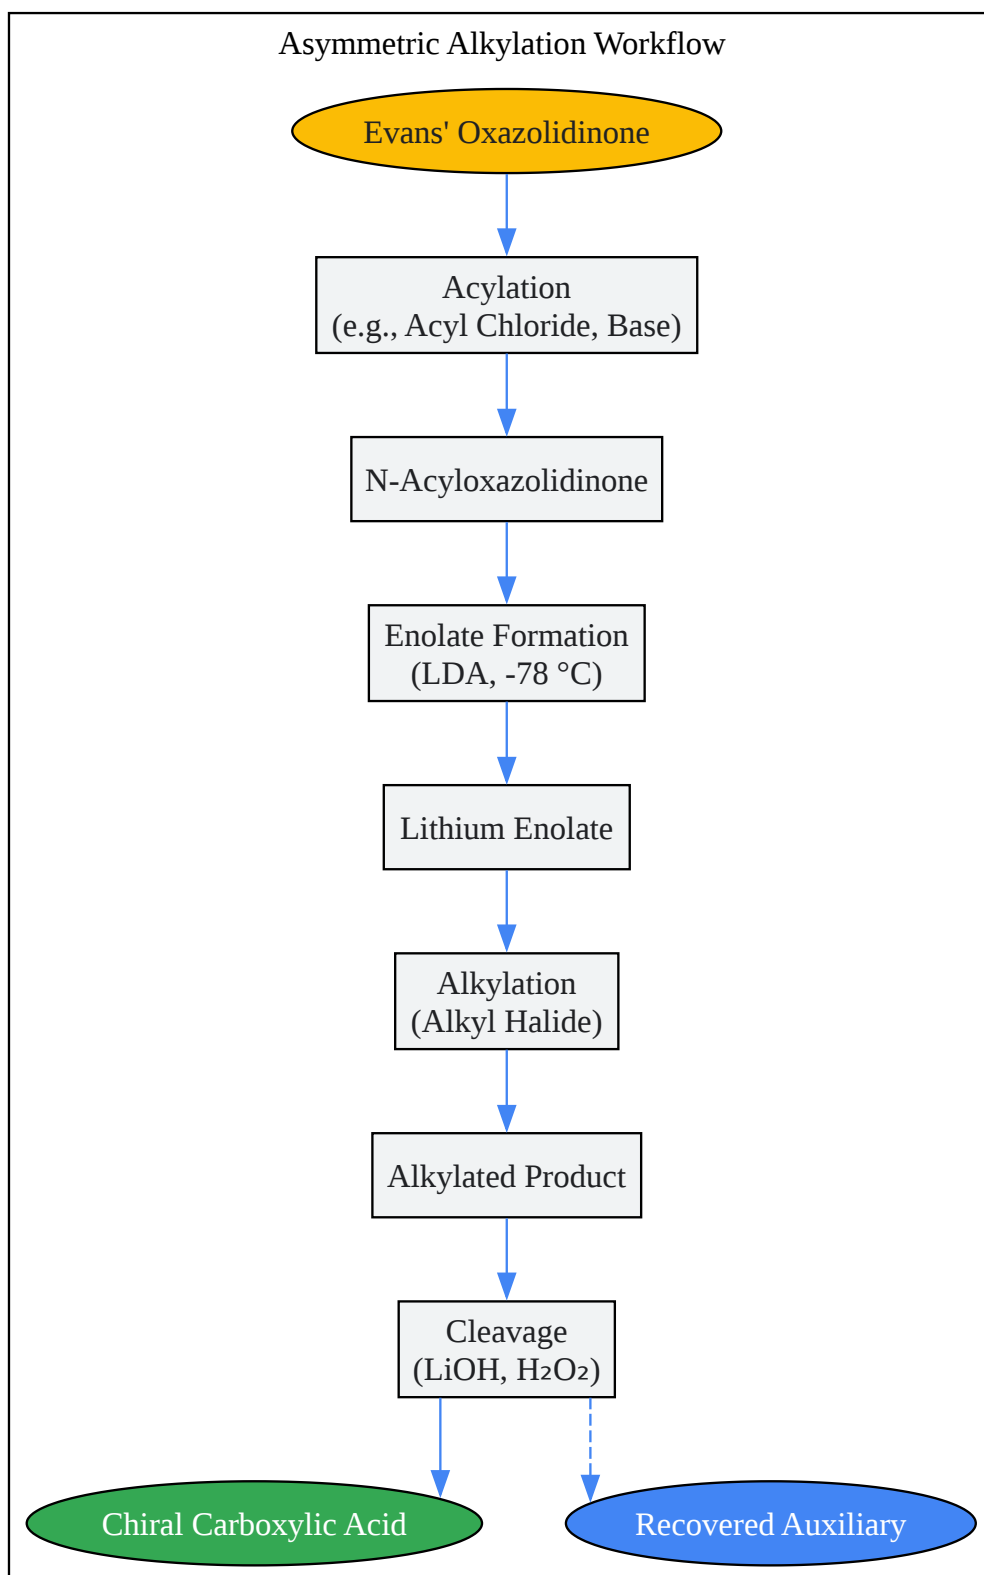 Asymmetric Alkylation Workflow
Evans' Oxazolidinone
Acylation
(e.g., Acyl Chloride, Base)
N-Acyloxazolidinone
Enolate Formation
(LDA, -78 °C)
Lithium Enolate
Alkylation
(Alkyl Halide)
Alkylated Product
Cleavage
(LiOH, H₂O₂)
Chiral Carboxylic Acid
Recovered Auxiliary